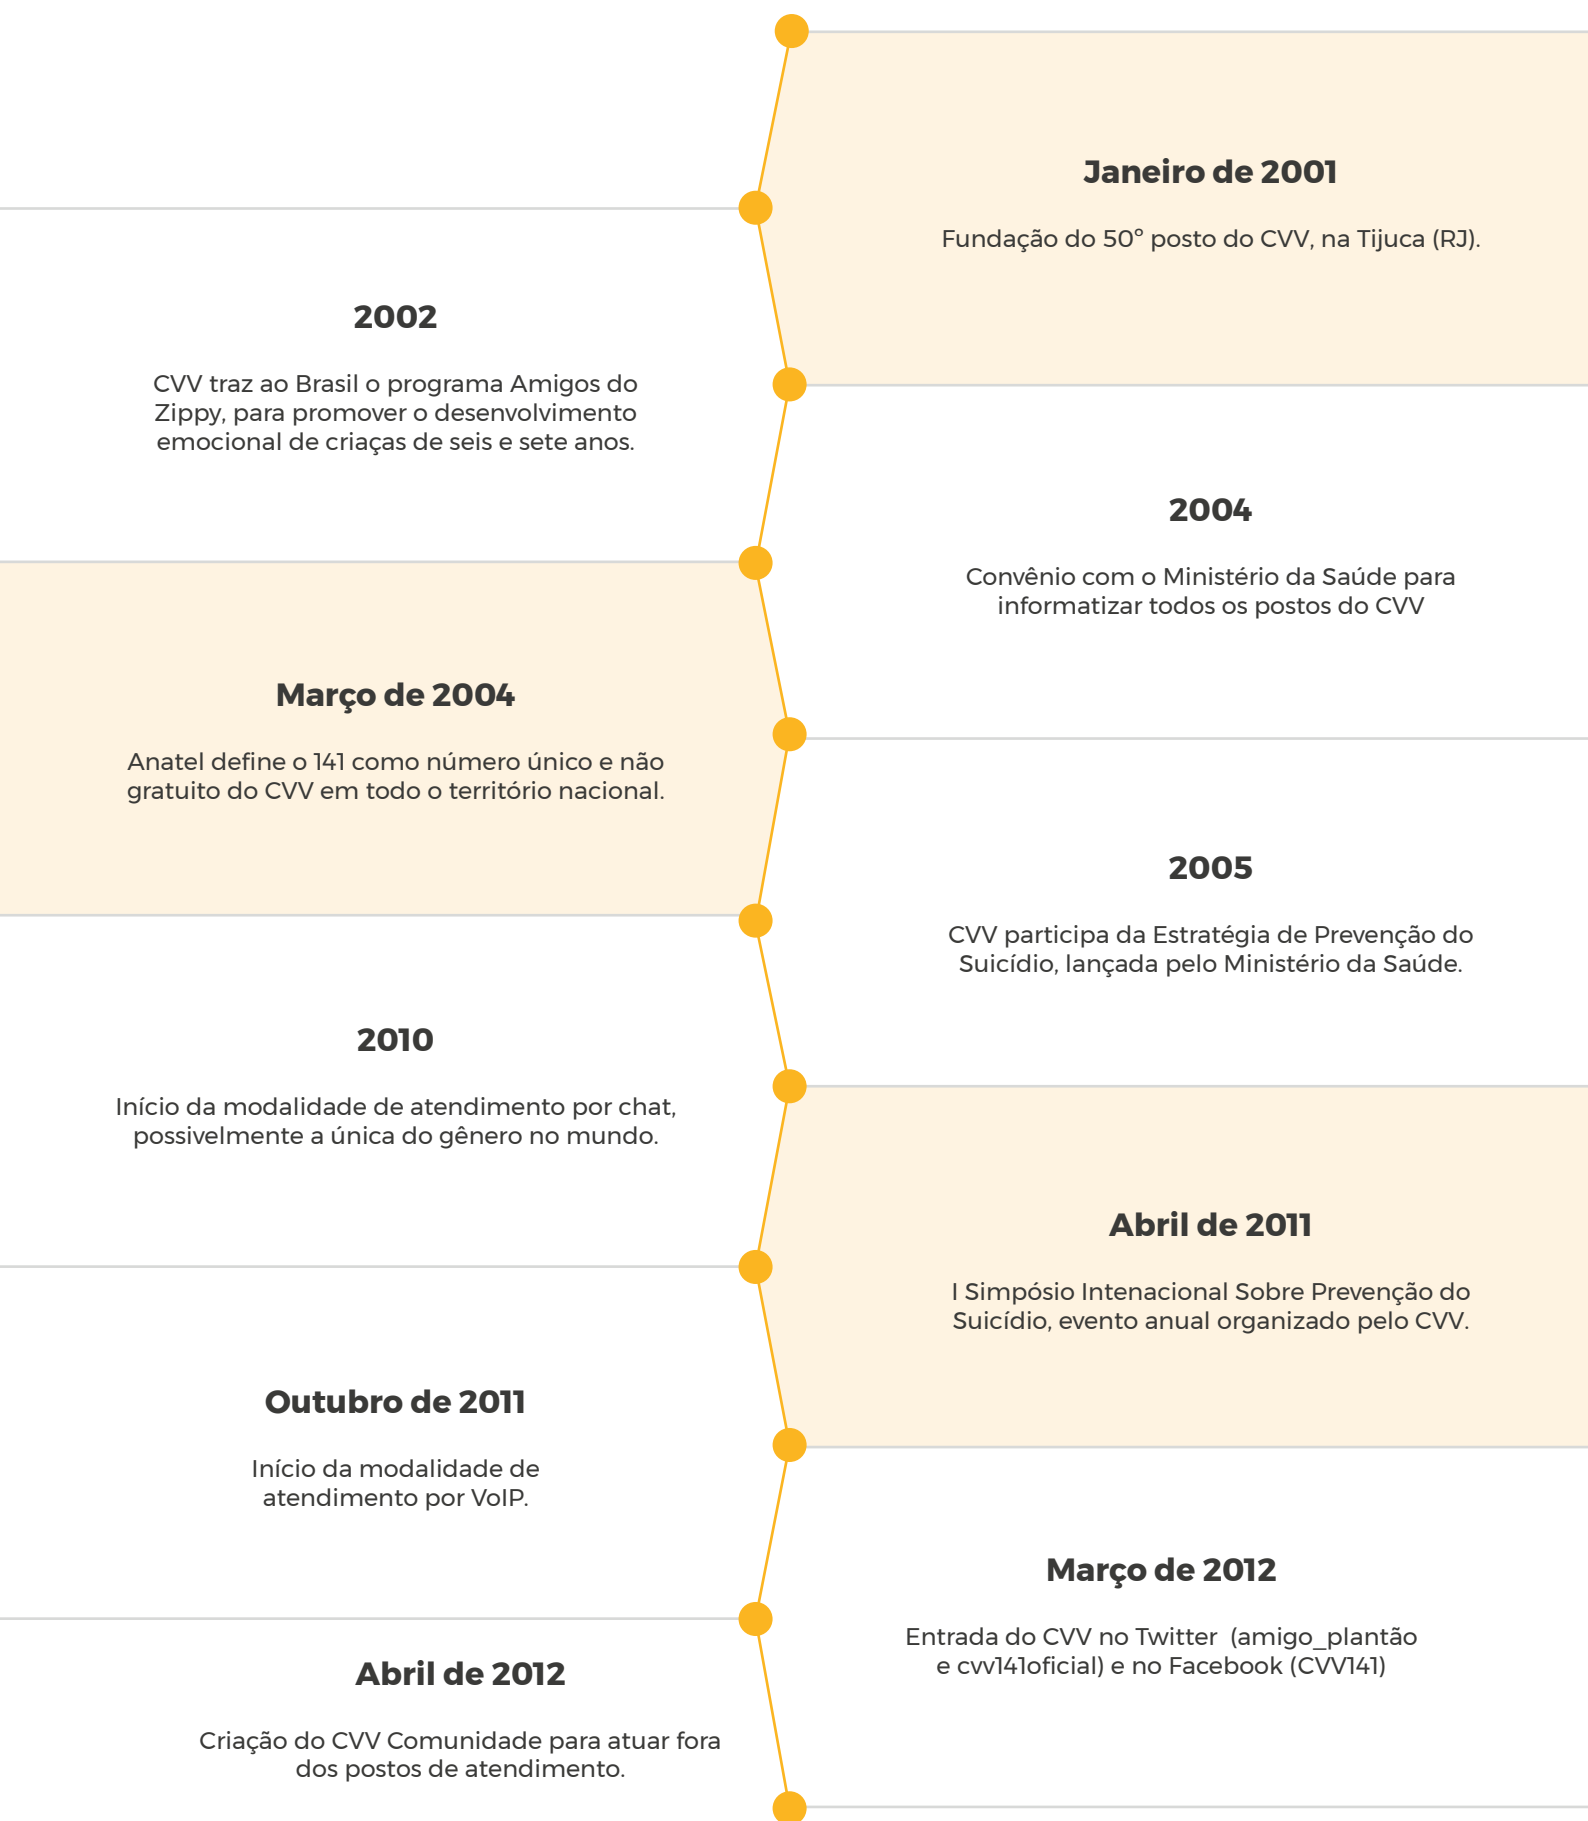 Janeiro de 2001
Fundação do 50º posto do CVV, na Tijuca (RJ).
2002
CVV traz ao Brasil o programa Amigos do
Zippy, para promover o desenvolvimento
emocional de criaças de seis e sete anos.
2004
Convênio com o Ministério da Saúde para
informatizar todos os postos do CVV
Março de 2004
Anatel define o 141 como número único e não
gratuito do CVV em todo o território nacional.
2005
CVV participa da Estratégia de Prevenção do
Suicídio, lançada pelo Ministério da Saúde.
2010
Início da modalidade de atendimento por chat,
possivelmente a única do gênero no mundo.
Abril de 2011
I Simpósio Intenacional Sobre Prevenção do
Suicídio, evento anual organizado pelo CVV.
Outubro de 2011
Início da modalidade de
atendimento por VoIP.
Março de 2012
Entrada do CVV no Twitter (amigo_plantão
e cvv141oficial) e no Facebook (CVV141)
Abril de 2012
Criação do CVV Comunidade para atuar fora
dos postos de atendimento.